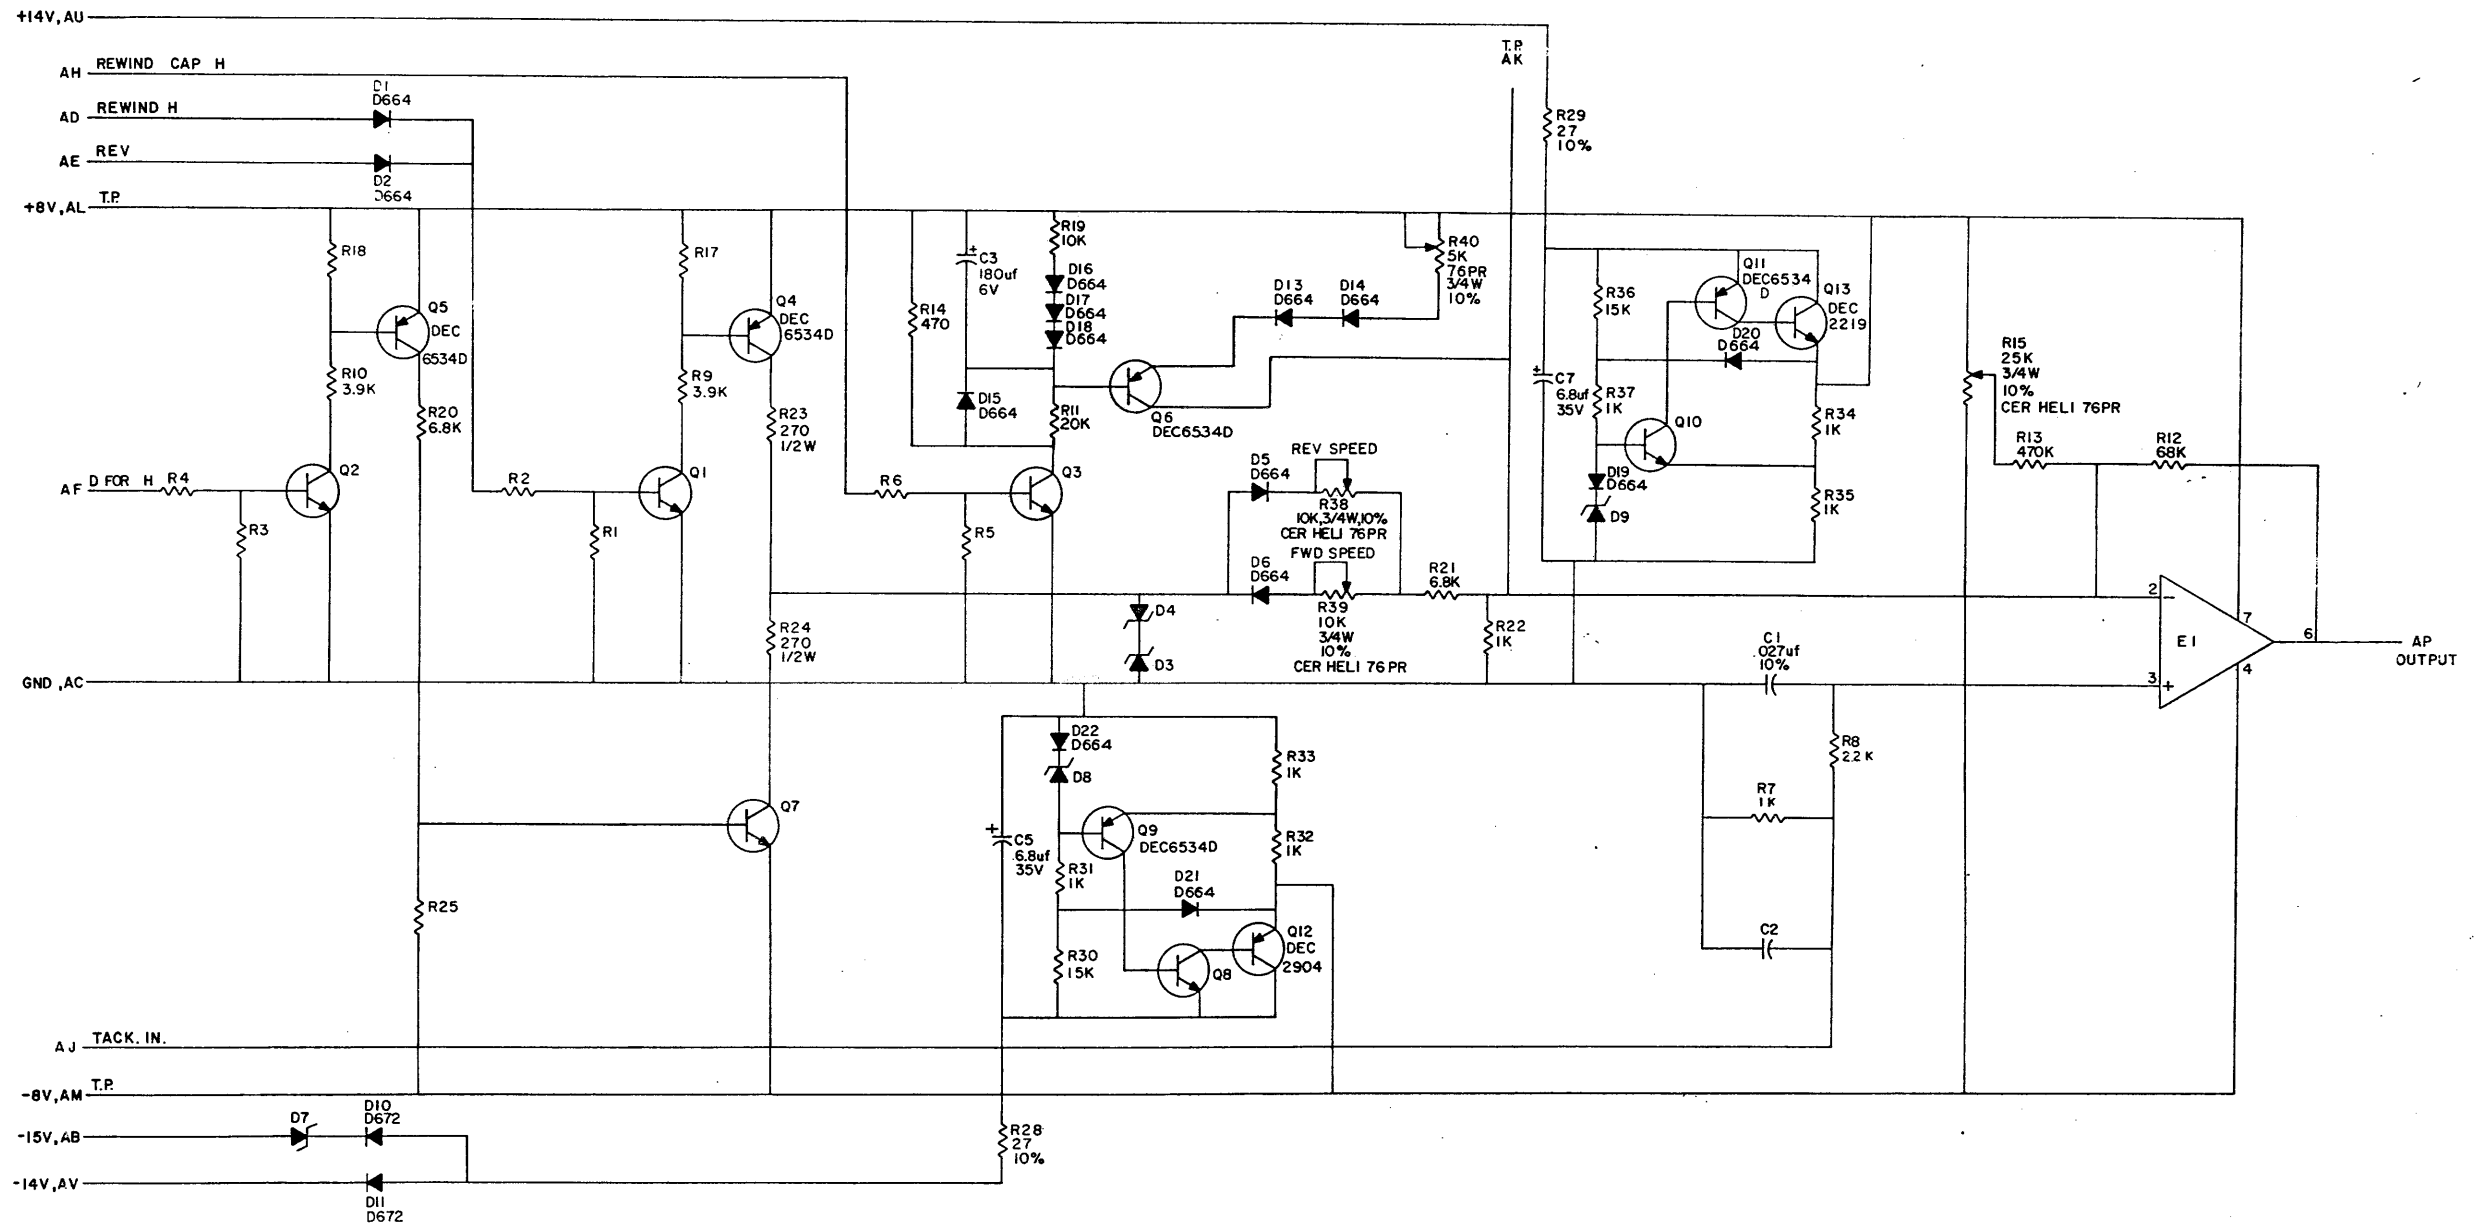 +14V, AU
AH REWIND CAP H
AD REWIND H
AE REV
+8V, AL T.P.
AF D FOR H
GND, AC
AJ TACK. IN.
-8V, AM T.P.
-15V, AB
-14V, AV
D1
D664
D2
D664
R18
Q5
DEC
6534D
R10
3.9K
R20
6.8K
R4
Q2
R3
R25
R17
Q4
DEC
6534D
R9
3.9K
R23
270
1/2W
R2
Q1
R1
R24
270
1/2W
Q7
R14
470
C3
180uf
6V
+
R19
10K
D16
D664
D17
D664
D18
D664
D15
D664
R11
20K
Q6
DEC6534D
R6
Q3
R5
D13
D664
D14
D664
R40
5K
76PR
3/4W
10%
T.P.
AK
REV SPEED
D5
D664
R38
10K,3/4W,10%
CER HELI 76PR
FWD SPEED
D6
D664
R39
10K
3/4W
10%
CER HELI 76PR
R21
6.8K
R22
1K
D4
D3
R29
27
10%
+
C7
6.8uf
35V
R36
15K
Q11
DEC6534
D
Q13
DEC
2219
D20
D664
R37
1K
Q10
R34
1K
D19
D664
D9
R35
1K
R15
25K
3/4W
10%
CER HELI 76PR
R13
470K
R12
68K
2
-
3
+
E1
7
6
4
AP
OUTPUT
C1
.027uf
10%
R8
2.2K
R7
1K
C2
D22
D664
D8
R33
1K
+
C5
6.8uf
35V
Q9
DEC6534D
R32
1K
R31
1K
D21
D664
Q12
DEC
2904
R30
15K
Q8
D7
D10
D672
D11
D672
R28
27
10%